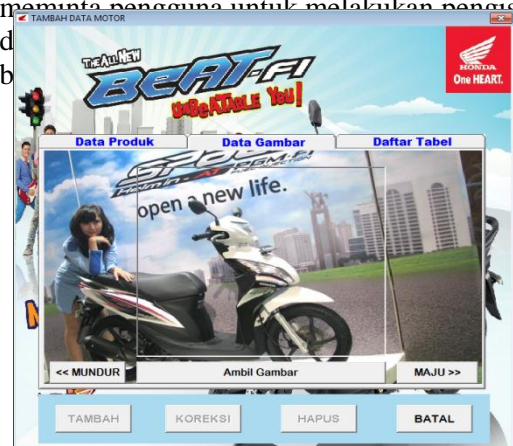 meminta pengguna untuk melakukan pengis
d
b
TAMBAH DATA MOTOR
THE ALL NEW
BEAT-FI
UNBEATABLE YOU!
HONDA
One HEART.
Data Produk
Data Gambar
Daftar Tabel
open a new life.
<< MUNDUR
Ambil Gambar
MAJU >>
TAMBAH
KOREKSI
HAPUS
BATAL